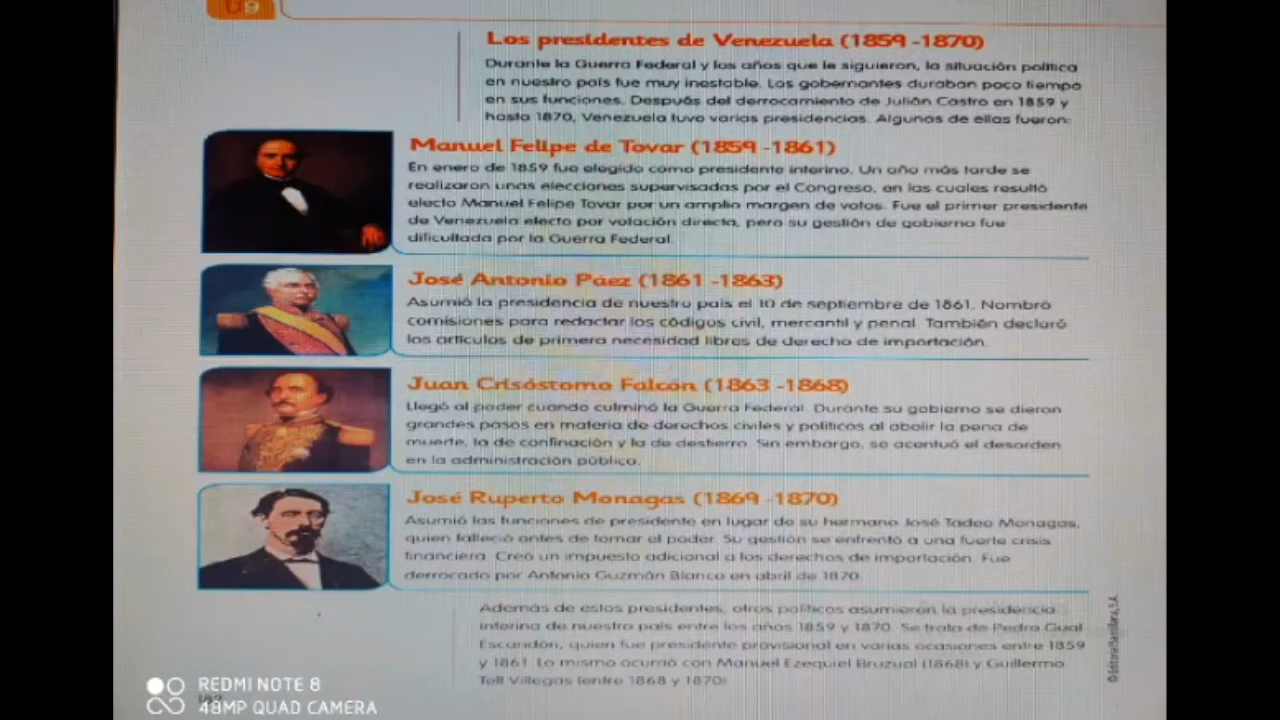 U9
Los presidentes de Venezuela (1859 -1870)
Durante la Guerra Federal y los años que le siguieron, la situación política
en nuestro país fue muy inestable. Los gobernantes duraban poco tiempo
en sus funciones. Después del derrocamiento de Julián Castro en 1859 y
hasta 1870, Venezuela tuvo varias presidencias. Algunas de ellas fueron:
Manuel Felipe de Tovar (1859 -1861)
En enero de 1859 fue elegido como presidente interino. Un año más tarde se
realizaron unas elecciones supervisadas por el Congreso, en las cuales resultó
electo Manuel Felipe Tovar por un amplio margen de votos. Fue el primer presidente
de Venezuela electo por votación directa, pero su gestión de gobierno fue
dificultada por la Guerra Federal.
José Antonio Páez (1861 -1863)
Asumió la presidencia de nuestro país el 10 de septiembre de 1861. Nombró
comisiones para redactar los códigos civil, mercantil y penal. También declaró
los artículos de primera necesidad libres de derecho de importación.
Juan Crisóstomo Falcón (1863 -1868)
Llegó al poder cuando culminó la Guerra Federal. Durante su gobierno se dieron
grandes pasos en materia de derechos civiles y políticos al abolir la pena de
muerte, la de confinación y la de destierro. Sin embargo, se acentuó el desorden
en la administración pública.
José Ruperto Monagas (1869 -1870)
Asumió las funciones de presidente en lugar de su hermano José Tadeo Monagas,
quien falleció antes de tomar el poder. Su gestión se enfrentó a una fuerte crisis
financiera. Creó un impuesto adicional a los derechos de importación. Fue
derrocado por Antonio Guzmán Blanco en abril de 1870.
Además de estos presidentes, otros políticos asumieron la presidencia
interina de nuestro país entre los años 1859 y 1870. Se trata de Pedro Gual
Escandón, quien fue presidente provisional en varias ocasiones entre 1859
y 1861. Lo mismo ocurrió con Manuel Ezequiel Bruzual (1868) y Guillermo
Tell Villegas (entre 1868 y 1870).
© Editorial Santillana, S.A.
REDMI NOTE 8
48MP QUAD CAMERA